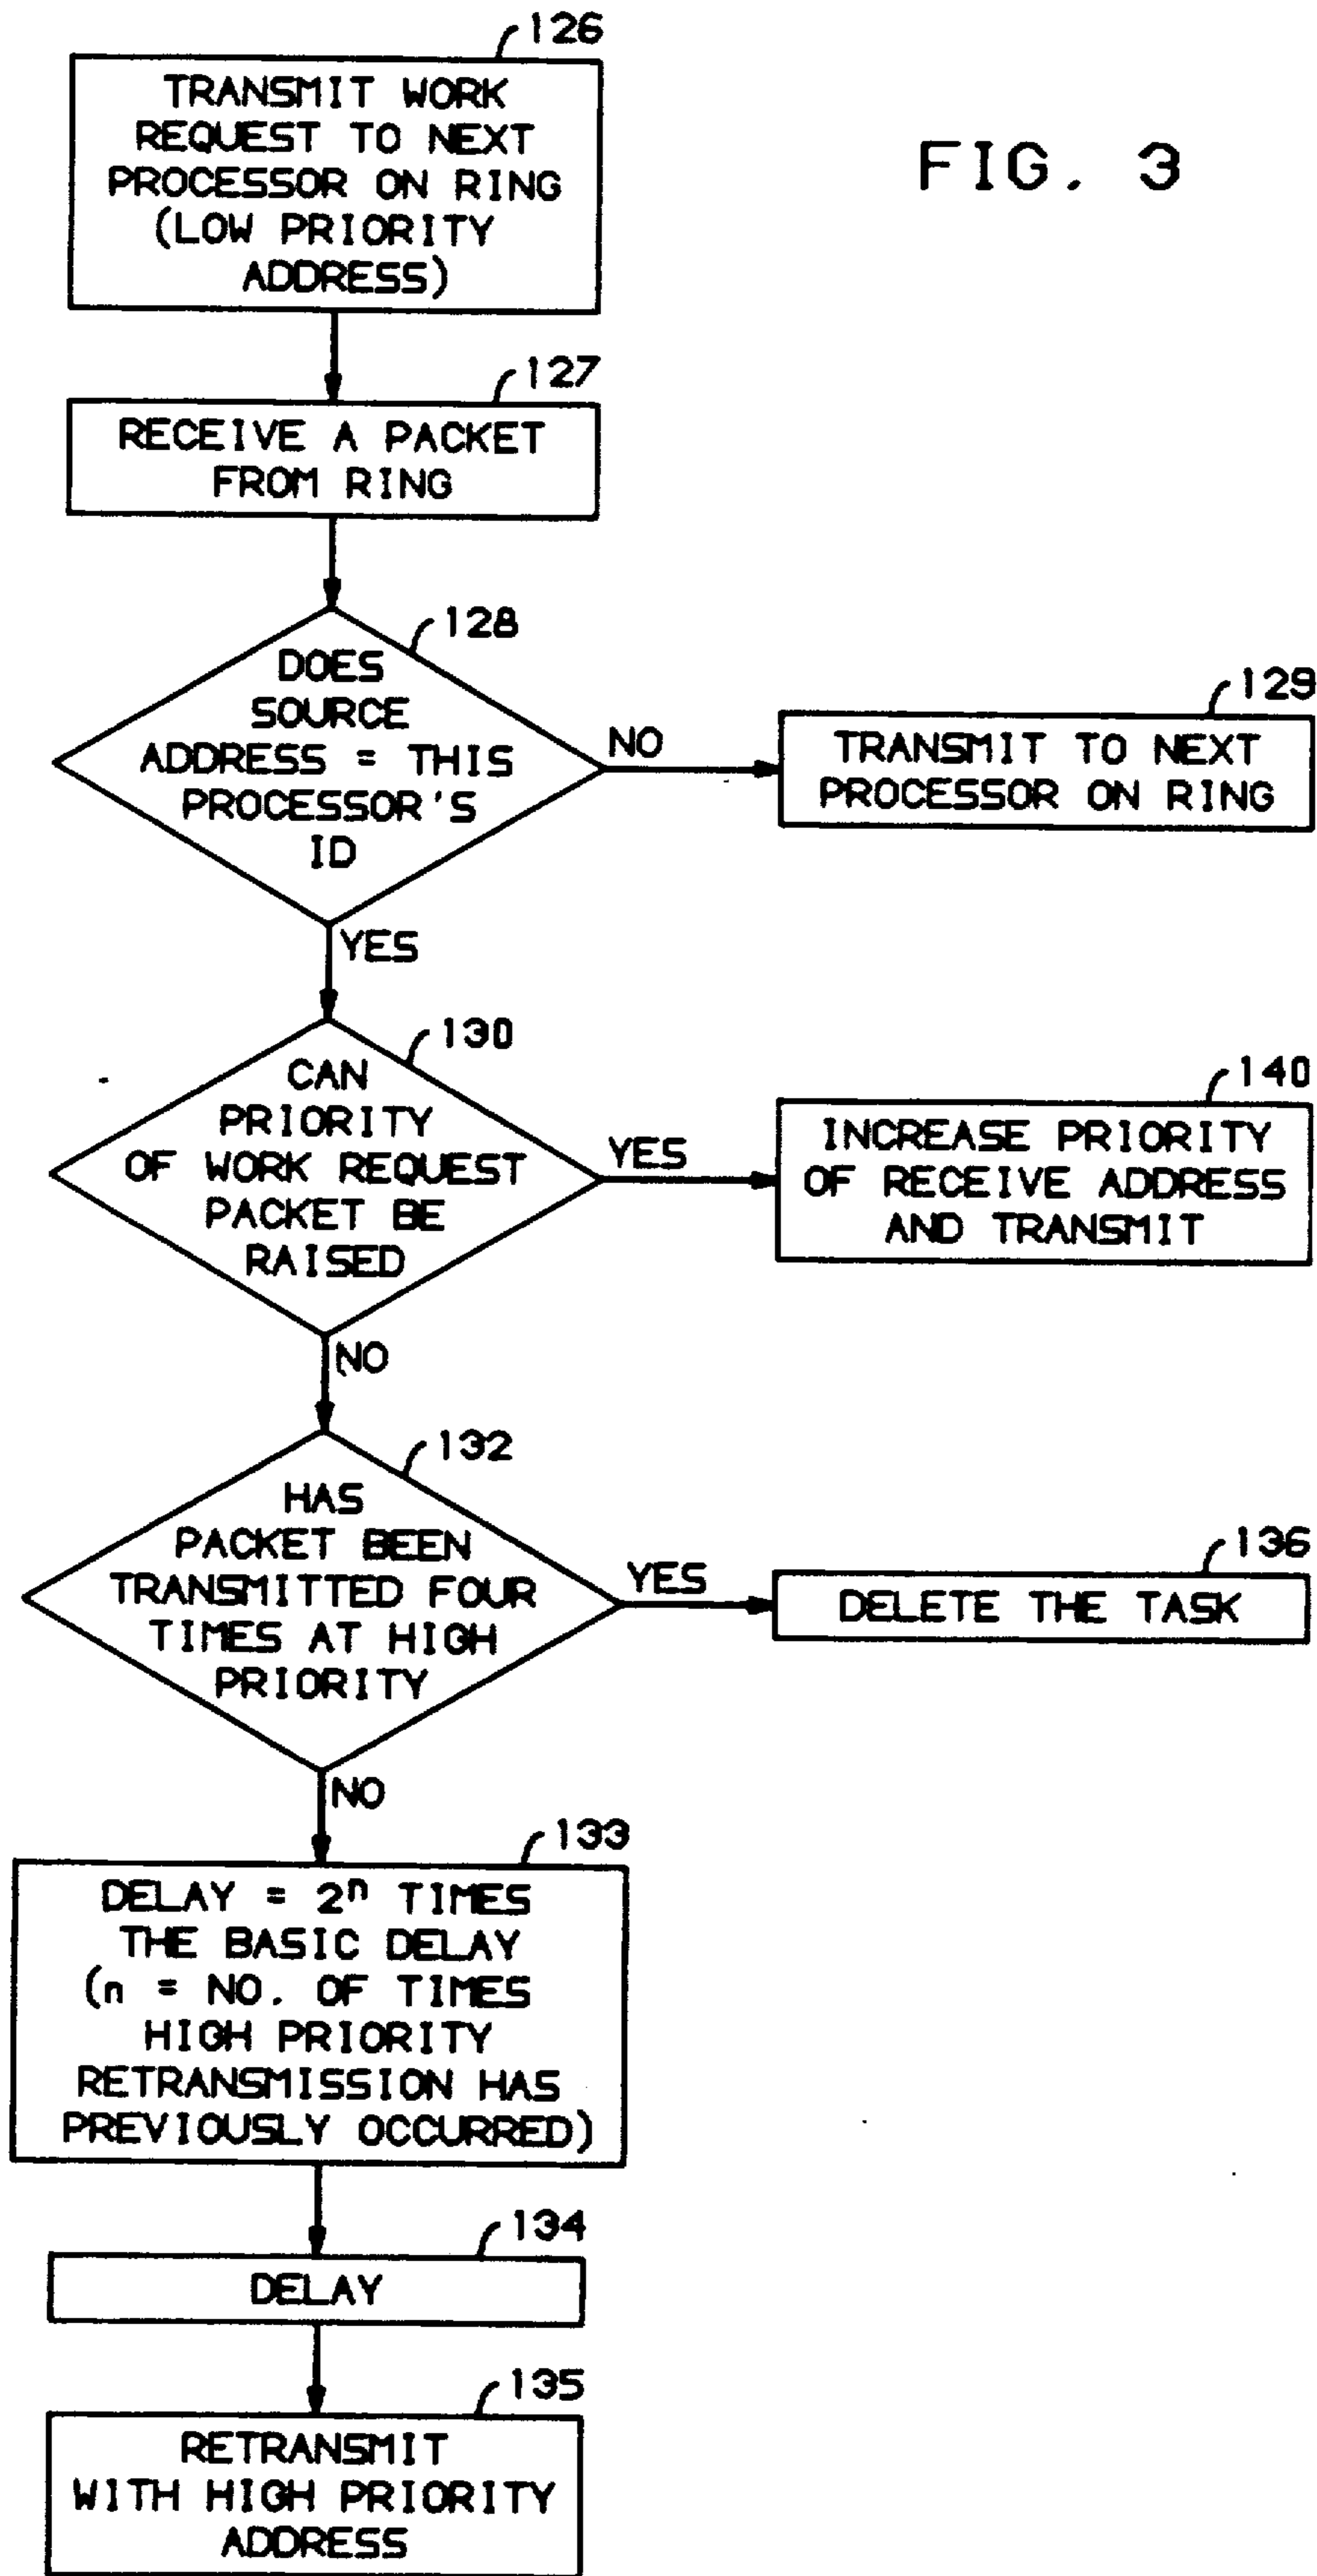 126
TRANSMIT WORK
REQUEST TO NEXT
PROCESSOR ON RING
(LOW PRIORITY
ADDRESS)
FIG. 3
127
RECEIVE A PACKET
FROM RING
128
DOES
SOURCE
ADDRESS = THIS
PROCESSOR'S
ID
NO
129
TRANSMIT TO NEXT
PROCESSOR ON RING
YES
130
CAN
PRIORITY
OF WORK REQUEST
PACKET BE
RAISED
YES
140
INCREASE PRIORITY
OF RECEIVE ADDRESS
AND TRANSMIT
NO
132
HAS
PACKET BEEN
TRANSMITTED FOUR
TIMES AT HIGH
PRIORITY
YES
136
DELETE THE TASK
NO
133
DELAY = 2ⁿ TIMES
THE BASIC DELAY
(n = NO. OF TIMES
HIGH PRIORITY
RETRANSMISSION HAS
PREVIOUSLY OCCURRED)
134
DELAY
135
RETRANSMIT
WITH HIGH PRIORITY
ADDRESS